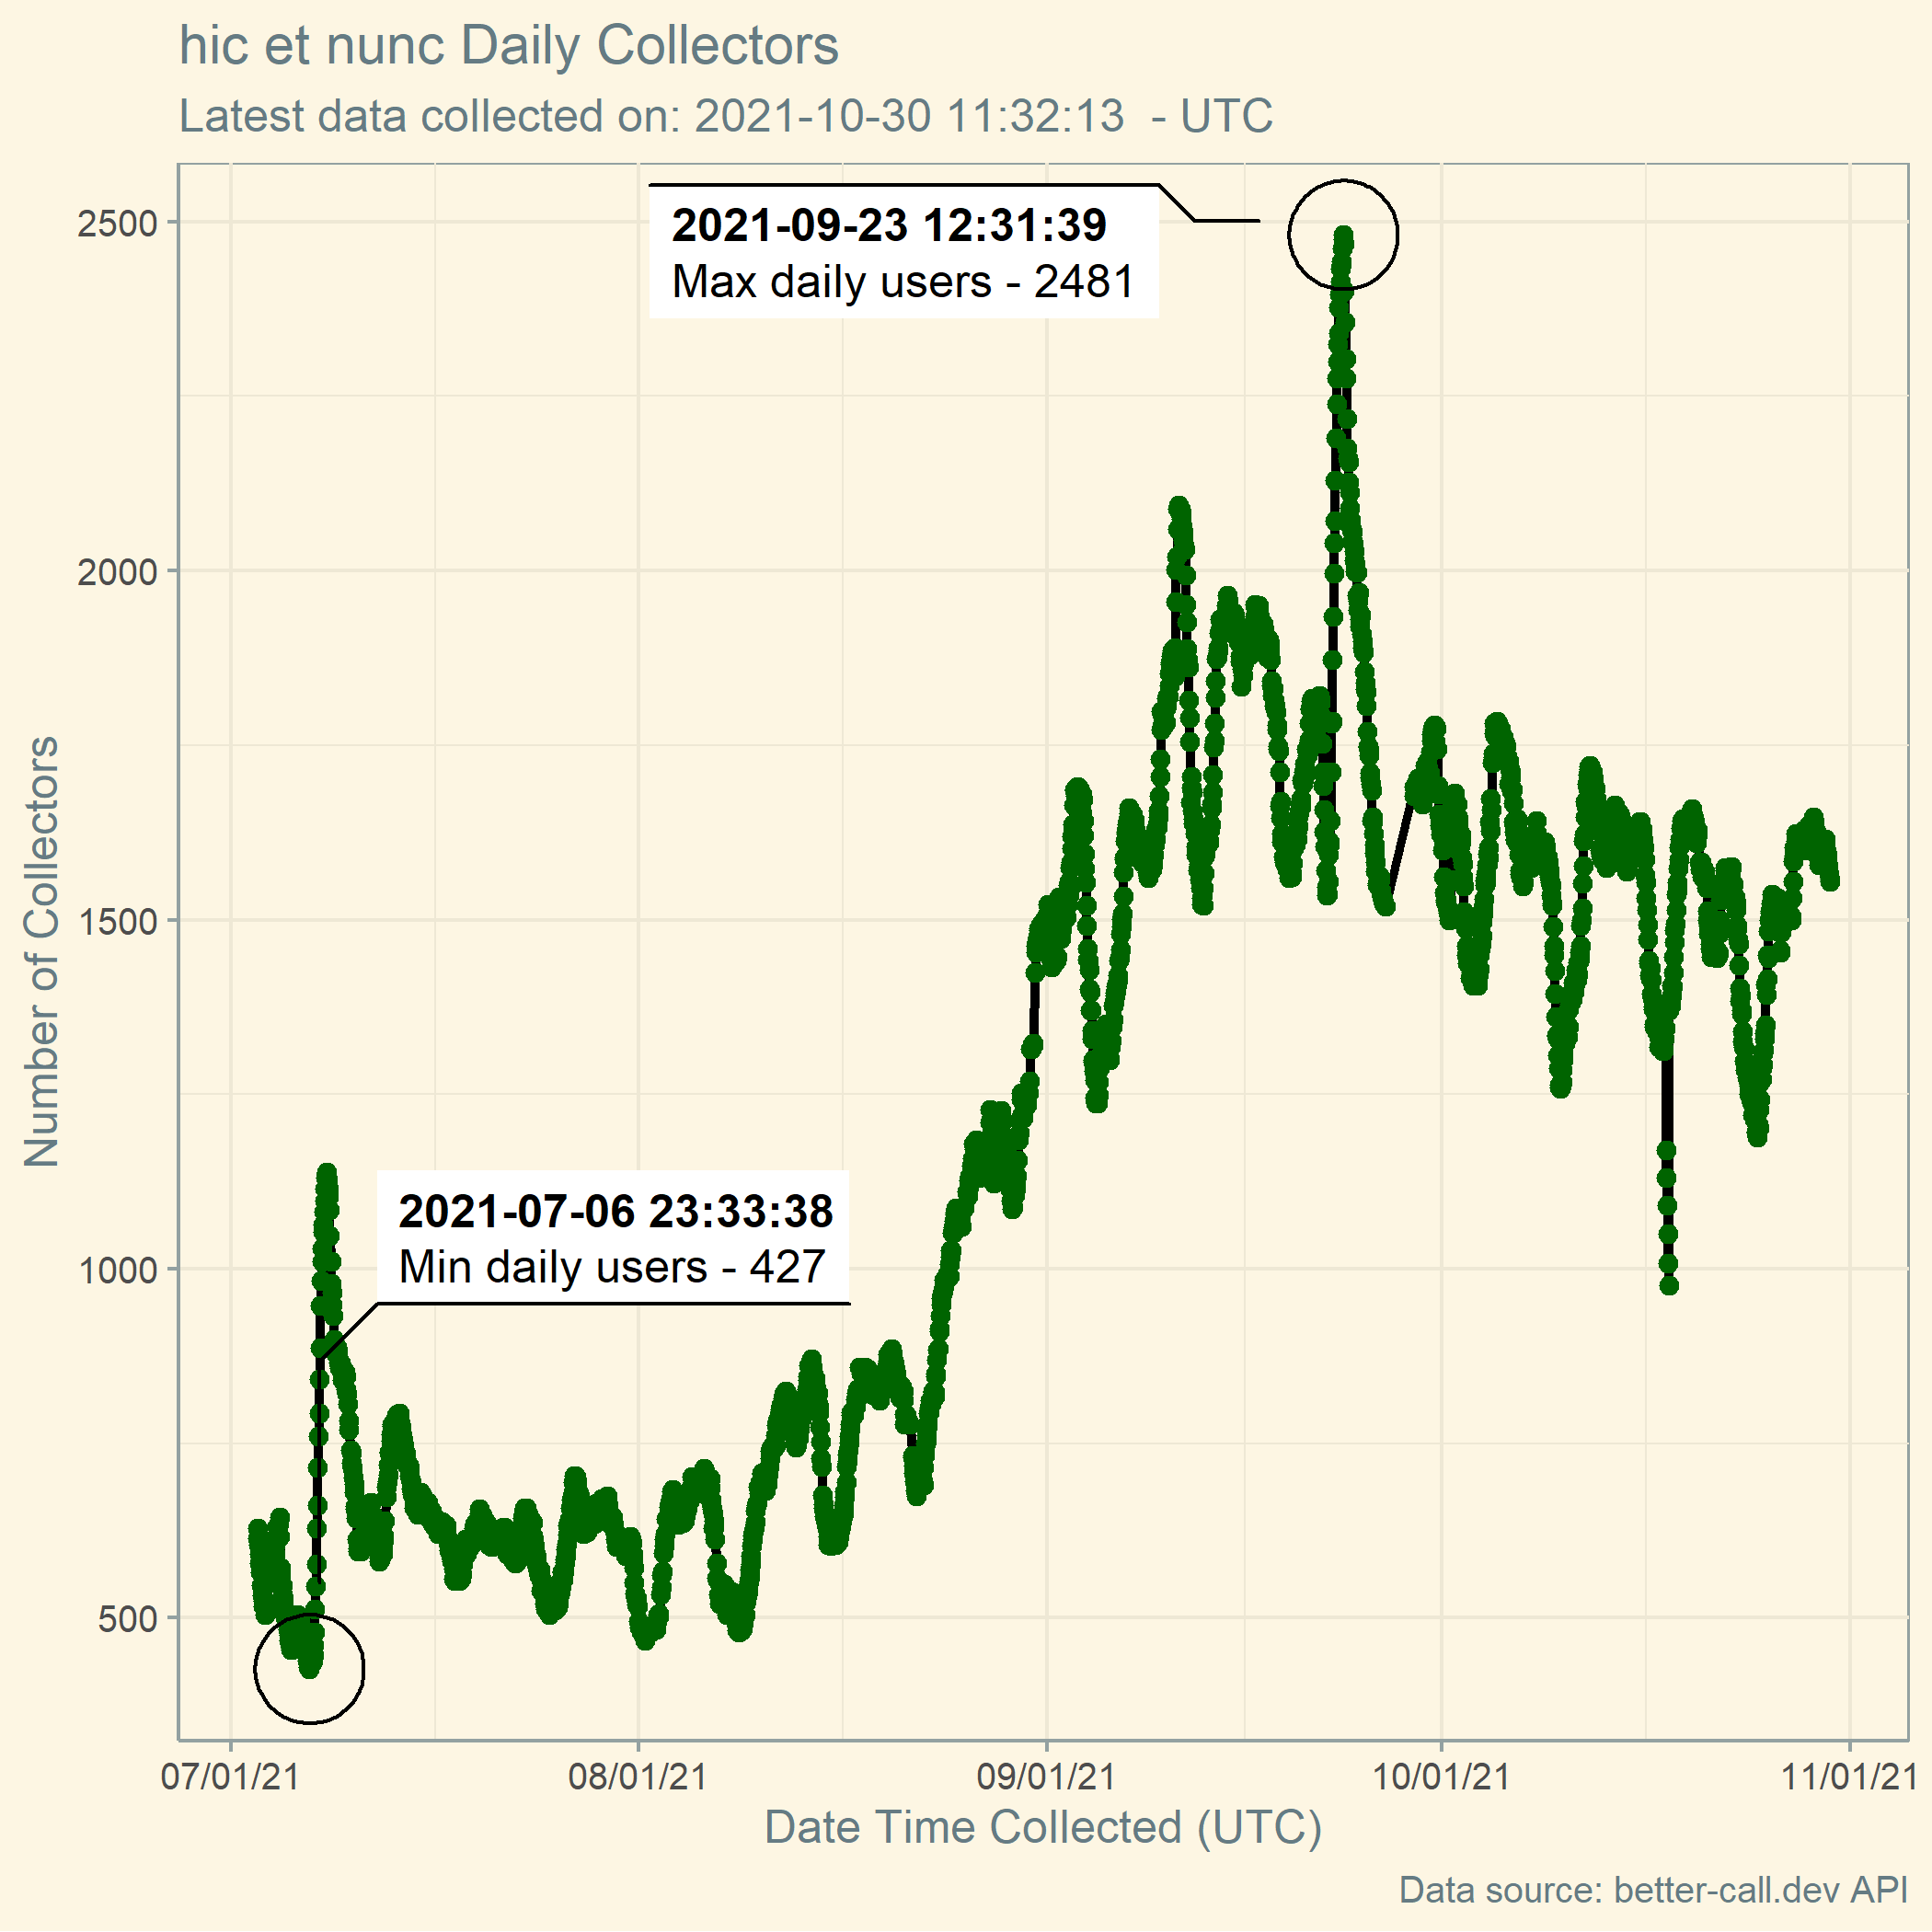 hic et nunc Daily Collectors
Latest data collected on: 2021-10-30 11:32:13  - UTC
2021-09-23 12:31:39
Max daily users - 2481
2021-07-06 23:33:38
Min daily users - 427
Number of Collectors
2500
2000
1500
1000
500
07/01/21
08/01/21
09/01/21
10/01/21
11/01/21
Date Time Collected (UTC)
Data source: better-call.dev API